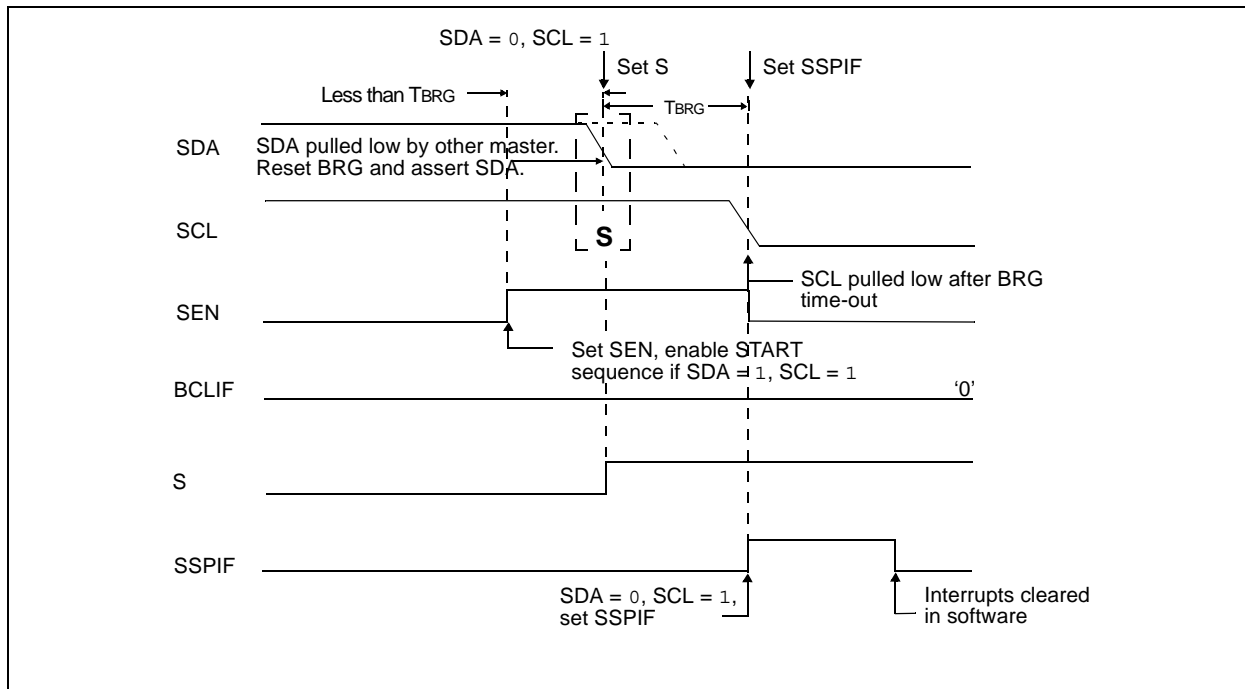 SDA = 0, SCL = 1
Set S
Set SSPIF
Less than TBRG
TBRG
SDA
SDA pulled low by other master.
Reset BRG and assert SDA.
SCL
S
SCL pulled low after BRG
time-out
SEN
Set SEN, enable START
sequence if SDA = 1, SCL = 1
BCLIF
‘0’
S
SSPIF
SDA = 0, SCL = 1,
set SSPIF
Interrupts cleared
in software